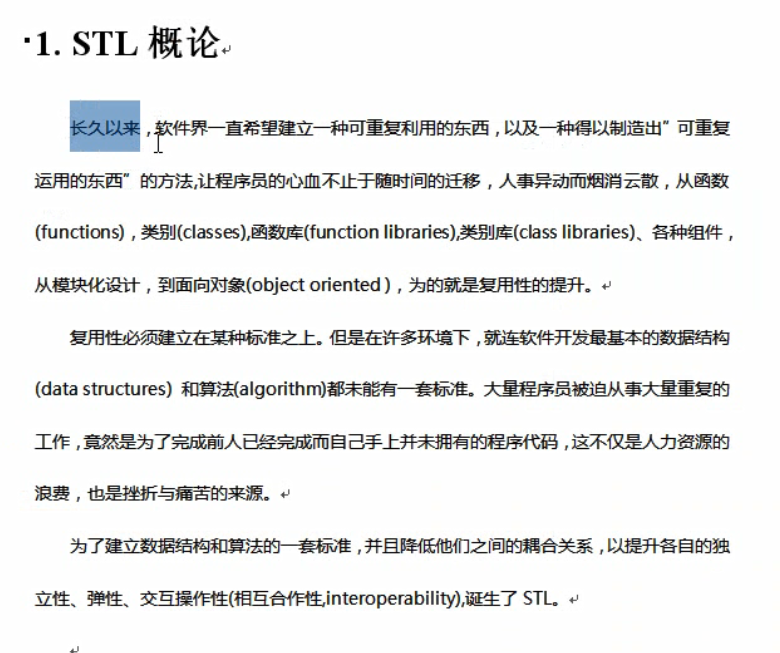 1. STL 概论
长久以来，软件界一直希望建立一种可重复利用的东西，以及一种得以制造出”可重复
运用的东西”的方法,让程序员的心血不止于随时间的迁移，人事异动而烟消云散，从函数
(functions)，类别(classes),函数库(function libraries),类别库(class libraries)、各种组件，
从模块化设计，到面向对象(object oriented )，为的就是复用性的提升。
复用性必须建立在某种标准之上。但是在许多环境下，就连软件开发最基本的数据结构
(data structures) 和算法(algorithm)都未能有一套标准。大量程序员被迫从事大量重复的
工作，竟然是为了完成前人已经完成而自己手上并未拥有的程序代码，这不仅是人力资源的
浪费，也是挫折与痛苦的来源。
为了建立数据结构和算法的一套标准，并且降低他们之间的耦合关系，以提升各自的独
立性、弹性、交互操作性(相互合作性,interoperability),诞生了 STL。